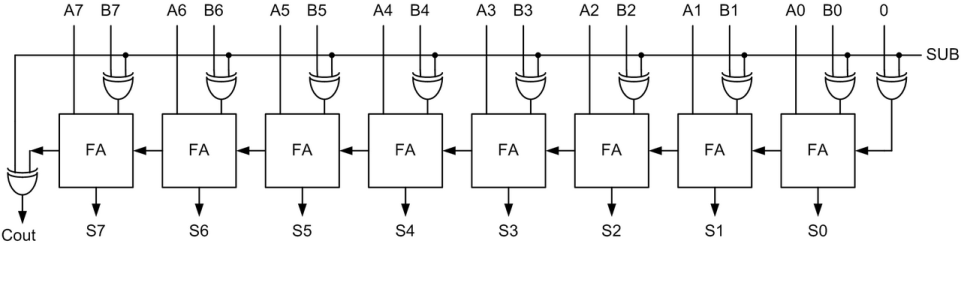 A7 B7 A6 B6 A5 B5 A4 B4 A3 B3 A2 B2 A1 B1 A0 B0 0
SUB
FA FA FA FA FA FA FA FA
Cout S7 S6 S5 S4 S3 S2 S1 S0